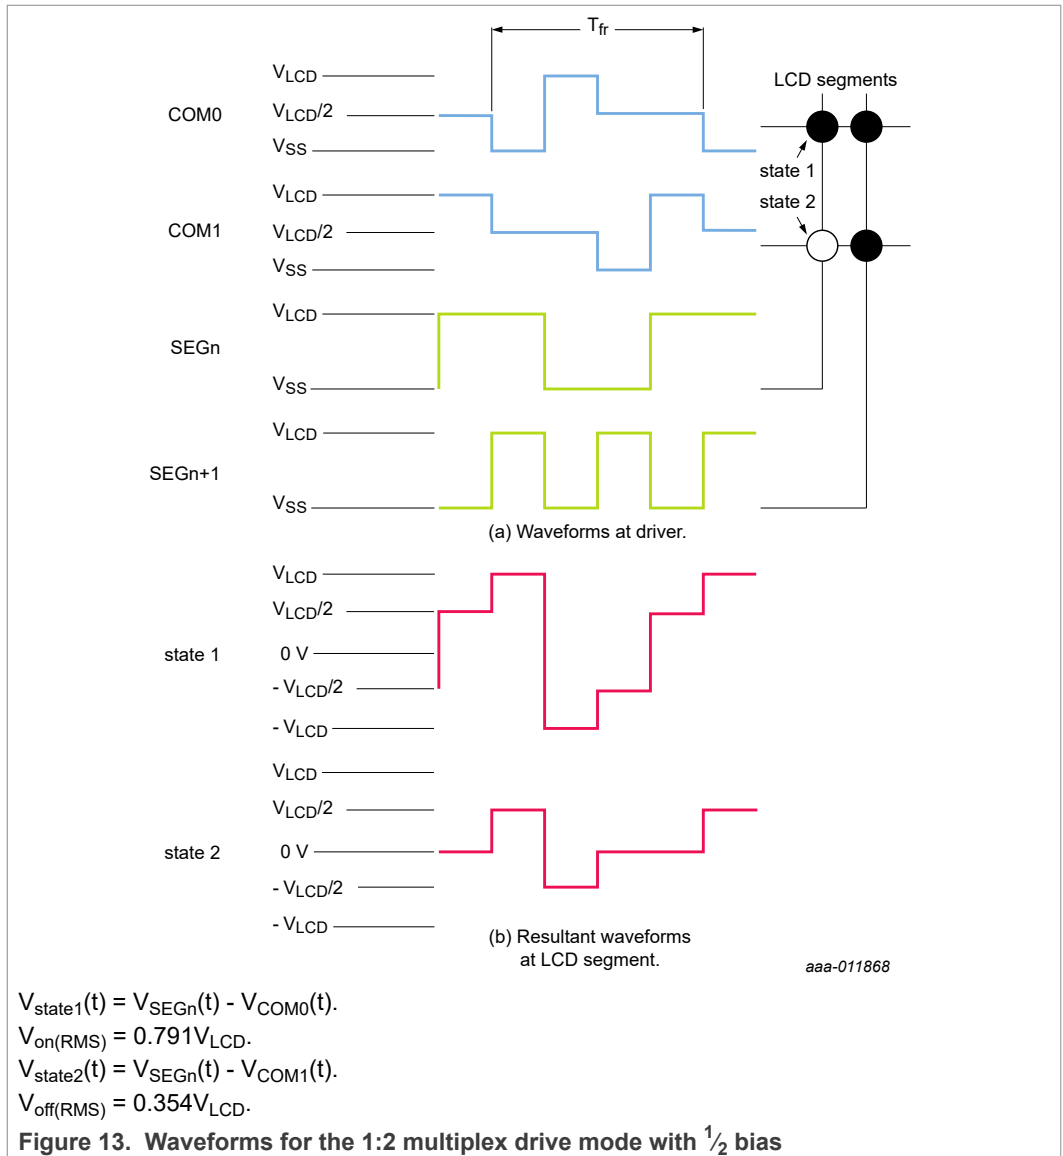 Tfr
COM0
VLCD
VLCD/2
VSS
LCD segments
state 1
state 2
COM1
VLCD
VLCD/2
VSS
SEGn
VLCD
VSS
SEGn+1
VLCD
VSS
(a) Waveforms at driver.
state 1
VLCD
VLCD/2
0 V
- VLCD/2
- VLCD
state 2
VLCD
VLCD/2
0 V
- VLCD/2
- VLCD
(b) Resultant waveforms
at LCD segment.
aaa-011868
Vstate1(t) = VSEGn(t) - VCOM0(t).
Von(RMS) = 0.791VLCD.
Vstate2(t) = VSEGn(t) - VCOM1(t).
Voff(RMS) = 0.354VLCD.
Figure 13. Waveforms for the 1:2 multiplex drive mode with 1⁄2 bias